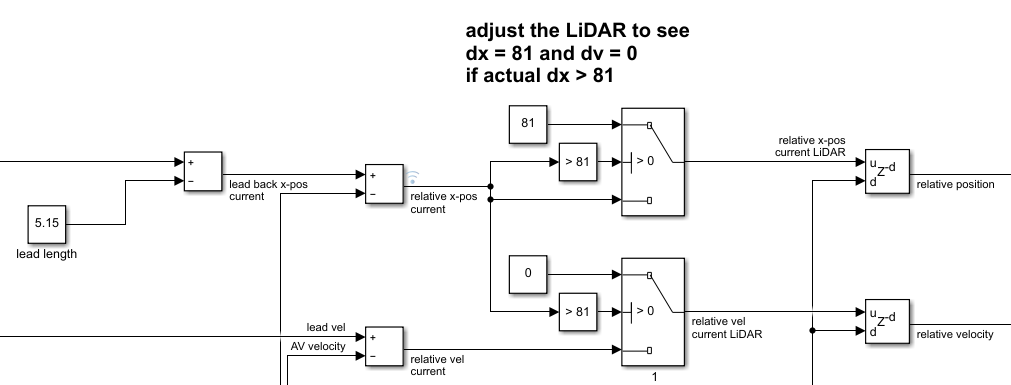 adjust the LiDAR to see
dx = 81 and dv = 0
if actual dx > 81
81
relative x-pos
current LiDAR
+
−
> 81
> 0
u
d
Z-d
+
−
lead back x-pos
current
relative position
relative x-pos
current
5.15
lead length
0
> 81
> 0
u
d
Z-d
lead vel
relative vel
current LiDAR
+
−
AV velocity
relative velocity
relative vel
current
1